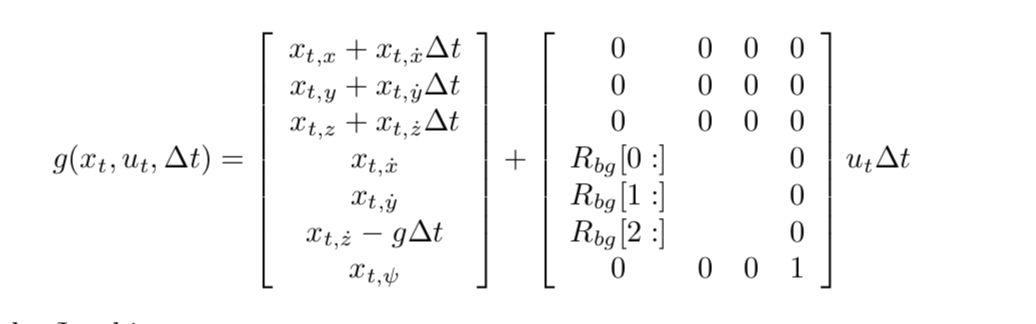 g(x_t, u_t, Δt) = [ x_{t,x} + x_{t,ẋ}Δt ; x_{t,y} + x_{t,ẏ}Δt ; x_{t,z} + x_{t,ż}Δt ; x_{t,ẋ} ; x_{t,ẏ} ; x_{t,ż} − gΔt ; x_{t,ψ} ] + [ 0 0 0 0 ; 0 0 0 0 ; 0 0 0 0 ; R_{bg}[0 :] 0 ; R_{bg}[1 :] 0 ; R_{bg}[2 :] 0 ; 0 0 0 1 ] u_tΔt